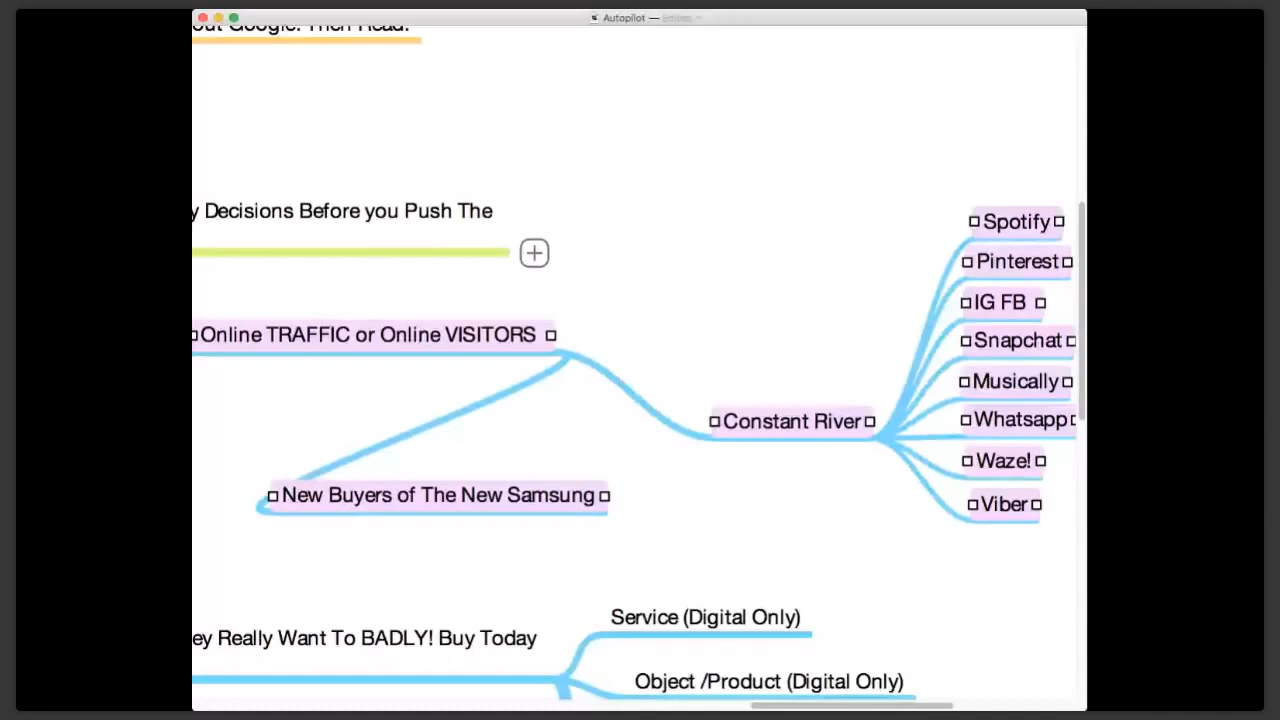 Autopilot — Edited
out Google. Then Read.
y Decisions Before you Push The
Spotify
Pinterest
IG FB
Online TRAFFIC or Online VISITORS
Snapchat
Musically
Constant River
Whatsapp
Waze!
New Buyers of The New Samsung
Viber
Service (Digital Only)
ey Really Want To BADLY! Buy Today
Object /Product (Digital Only)